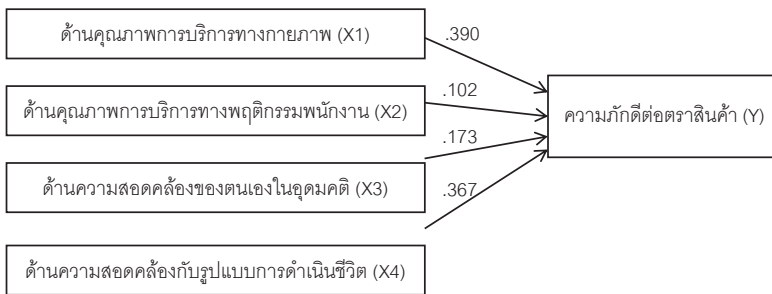 ด้านคุณภาพการบริการทางกายภาพ (X1)
.390
ด้านคุณภาพการบริการทางพฤติกรรมพนักงาน (X2)
.102
ความภักดีต่อตราสินค้า (Y)
.173
ด้านความสอดคล้องของตนเองในอุดมคติ (X3)
.367
ด้านความสอดคล้องกับรูปแบบการดำเนินชีวิต (X4)